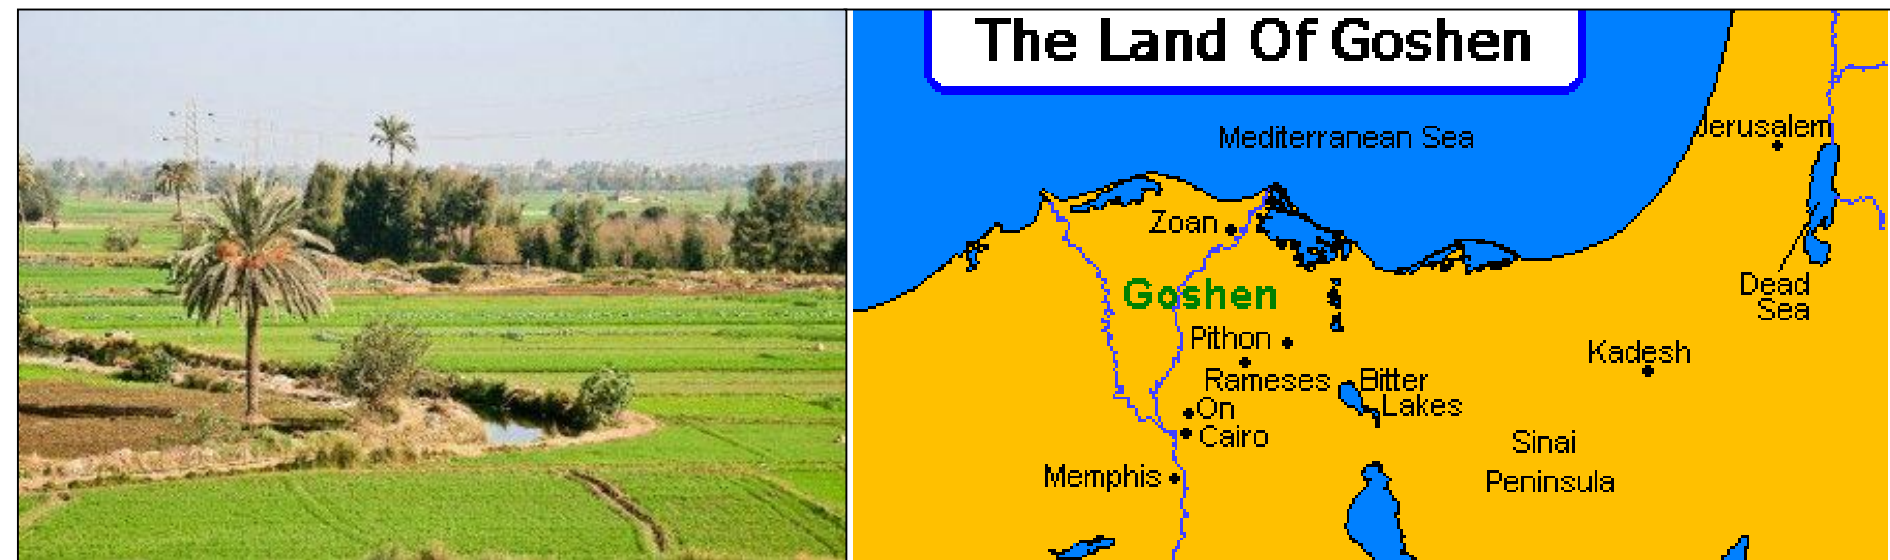 The Land Of Goshen
Mediterranean Sea
Jerusalem
Zoan
Dead
Sea
Goshen
Pithon
Kadesh
Rameses
Bitter
Lakes
On
Cairo
Sinai
Peninsula
Memphis